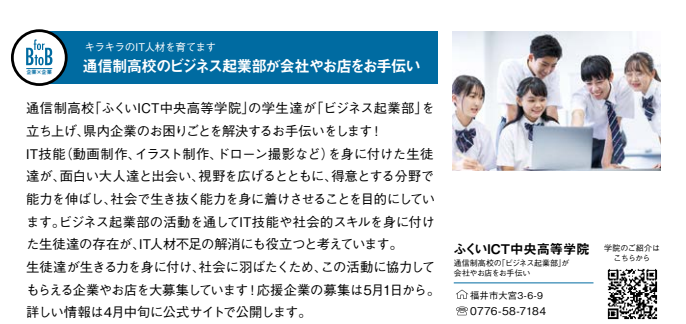 for
BtoB
企業×企業
キラキラのIT人材を育てます
通信制高校のビジネス起業部が会社やお店をお手伝い
通信制高校「ふくいICT中央高等学院」の学生達が「ビジネス起業部」を
立ち上げ、県内企業のお困りごとを解決するお手伝いをします！
IT技能（動画制作、イラスト制作、ドローン撮影など）を身に付けた生徒
達が、面白い大人達と出会い、視野を広げるとともに、得意とする分野で
能力を伸ばし、社会で生き抜く能力を身に着けさせることを目的にしてい
ます。ビジネス起業部の活動を通してIT技能や社会的スキルを身に付け
た生徒達の存在が、IT人材不足の解消にも役立つと考えています。
生徒達が生きる力を身に付け、社会に羽ばたくため、この活動に協力して
もらえる企業やお店を大募集しています！応援企業の募集は5月1日から。
詳しい情報は4月中旬に公式サイトで公開します。
ふくいICT中央高等学院
通信制高校の「ビジネス起業部」が
会社やお店をお手伝い
福井市大宮3-6-9
0776-58-7184
学院のご紹介は
こちらから